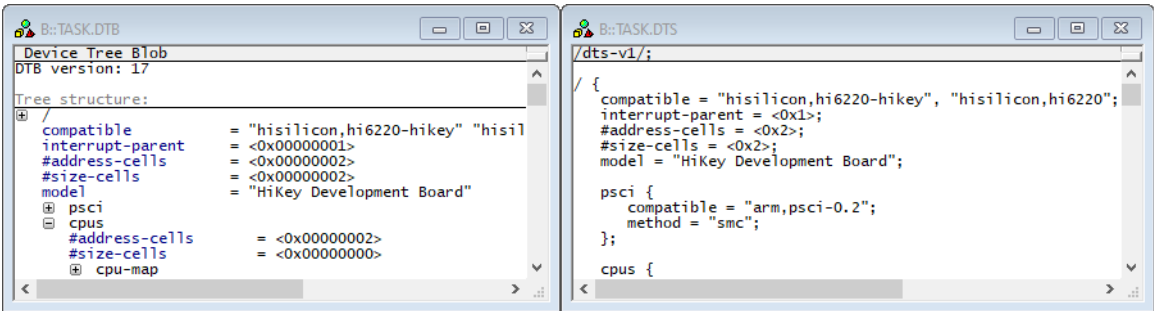 B::TASK.DTB
Device Tree Blob
DTB version: 17
Tree structure:
/
compatible = "hisilicon,hi6220-hikey" "hisil
interrupt-parent = <0x00000001>
#address-cells = <0x00000002>
#size-cells = <0x00000002>
model = "HiKey Development Board"
psci
cpus
#address-cells = <0x00000002>
#size-cells = <0x00000000>
cpu-map
B::TASK.DTS
/dts-v1/;
/ {
compatible = "hisilicon,hi6220-hikey", "hisilicon,hi6220";
interrupt-parent = <0x1>;
#address-cells = <0x2>;
#size-cells = <0x2>;
model = "HiKey Development Board";
psci {
compatible = "arm,psci-0.2";
method = "smc";
};
cpus {